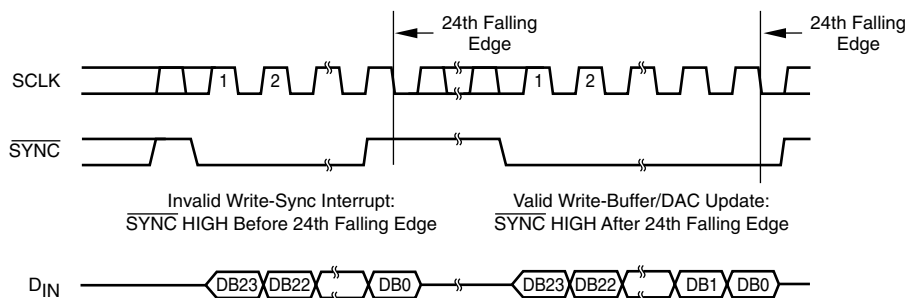 24th Falling
Edge
24th Falling
Edge
SCLK
1
2
1
2
SYNC
Invalid Write-Sync Interrupt:
SYNC HIGH Before 24th Falling Edge
Valid Write-Buffer/DAC Update:
SYNC HIGH After 24th Falling Edge
DIN
DB23
DB22
DB0
DB23
DB22
DB1
DB0